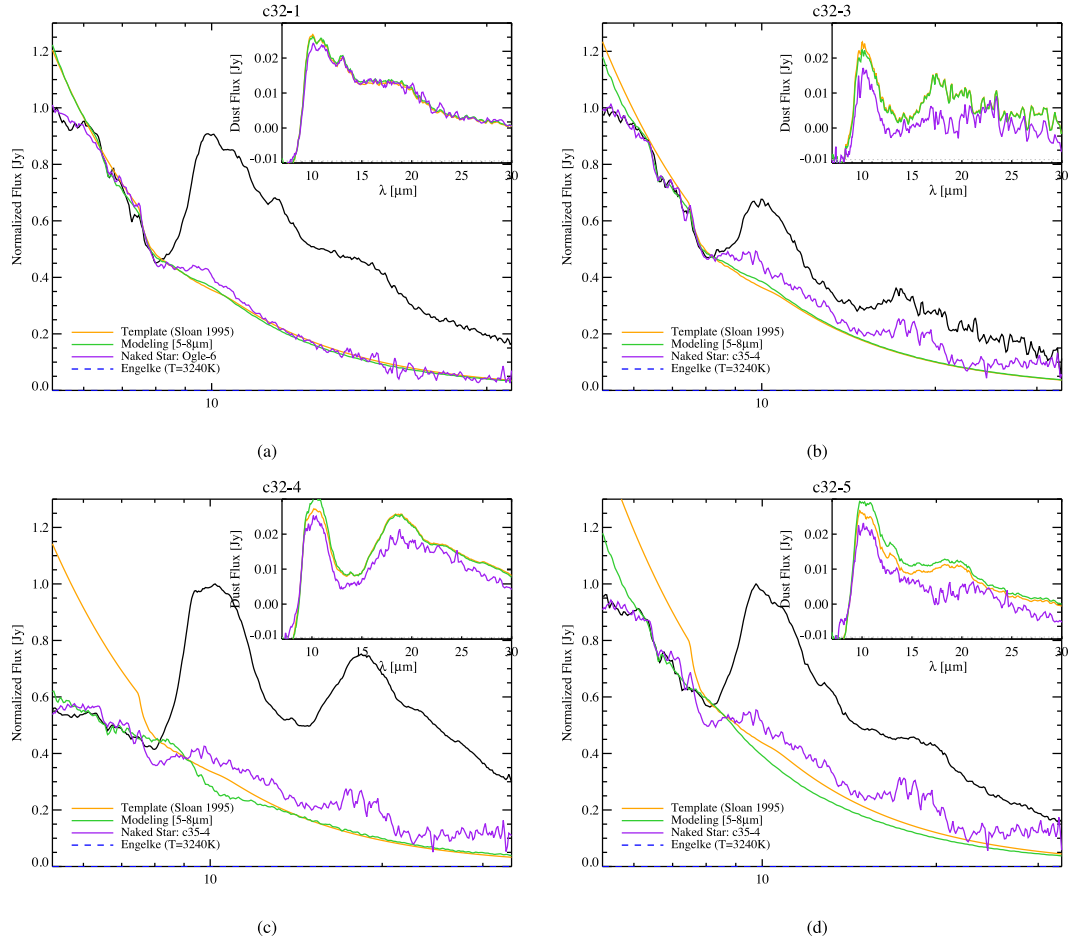 c32-1
Normalized Flux [Jy]
1.2
1.0
0.8
0.6
0.4
0.2
0.0
10
Dust Flux [Jy]
0.02
0.01
0.00
-0.01
10 15 20 25 30
λ [μm]
Template (Sloan 1995)
Modeling [5-8μm]
Naked Star: Ogle-6
Engelke (T=3240K)
(a)
c32-3
Normalized Flux [Jy]
1.2
1.0
0.8
0.6
0.4
0.2
0.0
10
Dust Flux [Jy]
0.02
0.01
0.00
-0.01
10 15 20 25 30
λ [μm]
Template (Sloan 1995)
Modeling [5-8μm]
Naked Star: c35-4
Engelke (T=3240K)
(b)
c32-4
Normalized Flux [Jy]
1.2
1.0
0.8
0.6
0.4
0.2
0.0
10
Dust Flux [Jy]
0.02
0.01
0.00
-0.01
10 15 20 25 30
λ [μm]
Template (Sloan 1995)
Modeling [5-8μm]
Naked Star: c35-4
Engelke (T=3240K)
(c)
c32-5
Normalized Flux [Jy]
1.2
1.0
0.8
0.6
0.4
0.2
0.0
10
Dust Flux [Jy]
0.02
0.01
0.00
-0.01
10 15 20 25 30
λ [μm]
Template (Sloan 1995)
Modeling [5-8μm]
Naked Star: c35-4
Engelke (T=3240K)
(d)